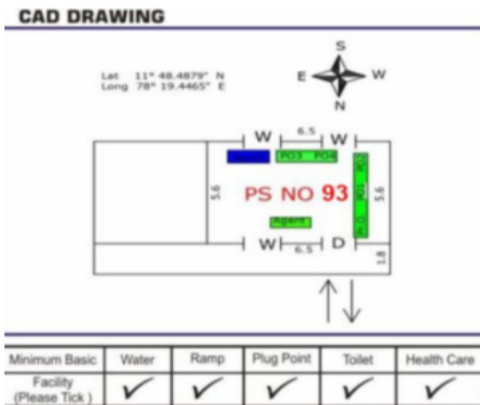 CAD DRAWING
S
Lat 11° 48.4879" N
Long 78° 19.4465" E
E W
N
W 6.5 W
PO3 PO4
PO2
5.6 PS NO 93 PO1 5.6
Agent
W 6.5 D
1.8
Minimum Basic Water Ramp Plug Point Toilet Health Care
Facility
(Please Tick ) ✓ ✓ ✓ ✓ ✓